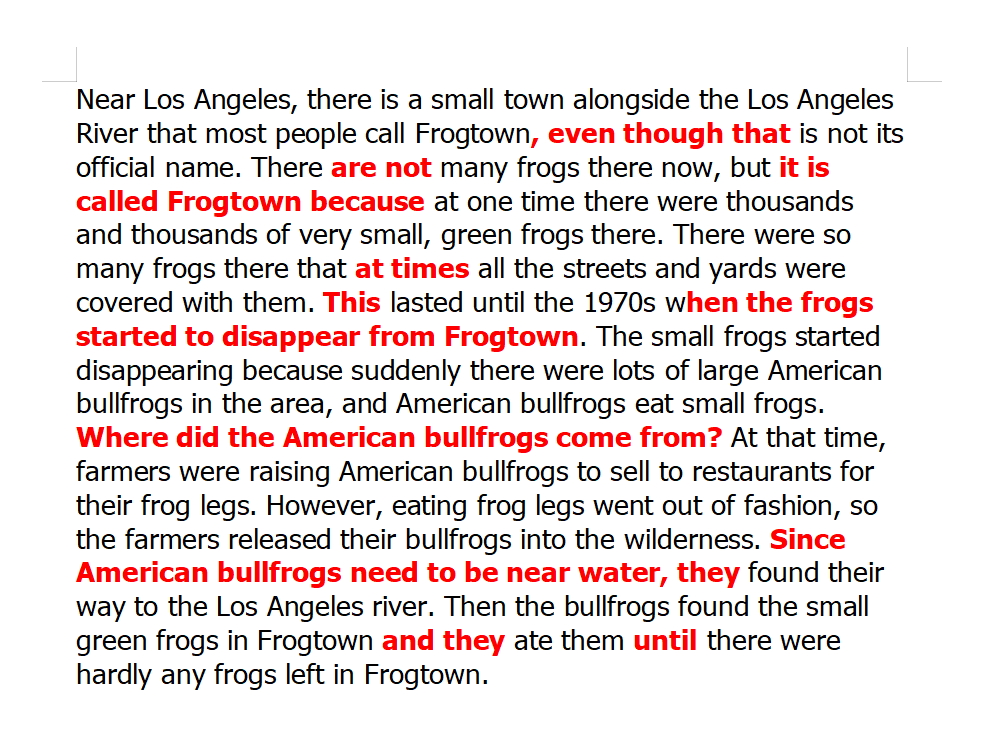 Near Los Angeles, there is a small town alongside the Los Angeles
River that most people call Frogtown, even though that is not its
official name. There are not many frogs there now, but it is
called Frogtown because at one time there were thousands
and thousands of very small, green frogs there. There were so
many frogs there that at times all the streets and yards were
covered with them. This lasted until the 1970s when the frogs
started to disappear from Frogtown. The small frogs started
disappearing because suddenly there were lots of large American
bullfrogs in the area, and American bullfrogs eat small frogs.
Where did the American bullfrogs come from? At that time,
farmers were raising American bullfrogs to sell to restaurants for
their frog legs. However, eating frog legs went out of fashion, so
the farmers released their bullfrogs into the wilderness. Since
American bullfrogs need to be near water, they found their
way to the Los Angeles river. Then the bullfrogs found the small
green frogs in Frogtown and they ate them until there were
hardly any frogs left in Frogtown.